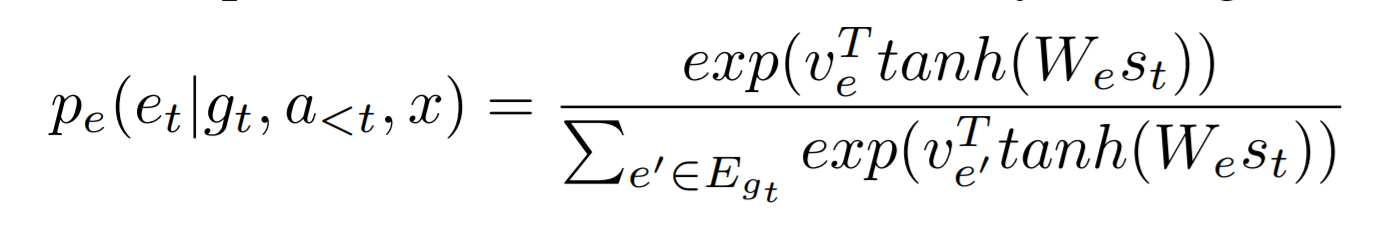 p_e(e_t|g_t, a_{<t}, x) = \frac{exp(v_e^T tanh(W_e s_t))}{\sum_{e' \in E_{g_t}} exp(v_{e'}^T tanh(W_e s_t))}